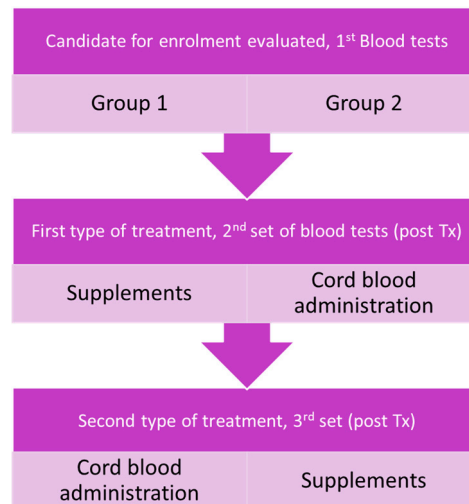 Candidate for enrolment evaluated, 1st Blood tests
Group 1
Group 2
First type of treatment, 2nd set of blood tests (post Tx)
Supplements
Cord blood
administration
Second type of treatment, 3rd set (post Tx)
Cord blood
administration
Supplements